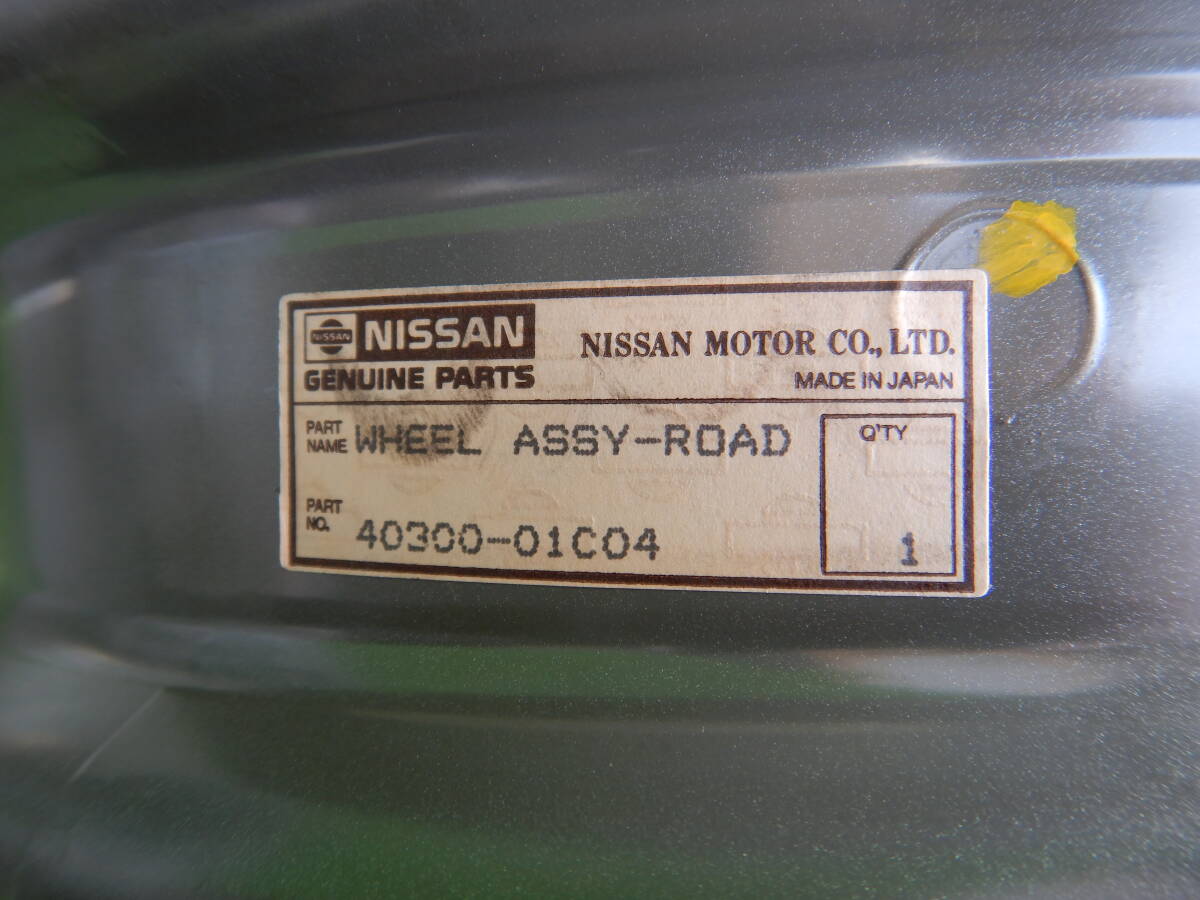 NISSAN NISSAN NISSAN MOTOR CO., LTD.
GENUINE PARTS MADE IN JAPAN
PART NAME WHEEL ASSY-ROAD Q'TY
PART NO. 40300-01C04 1